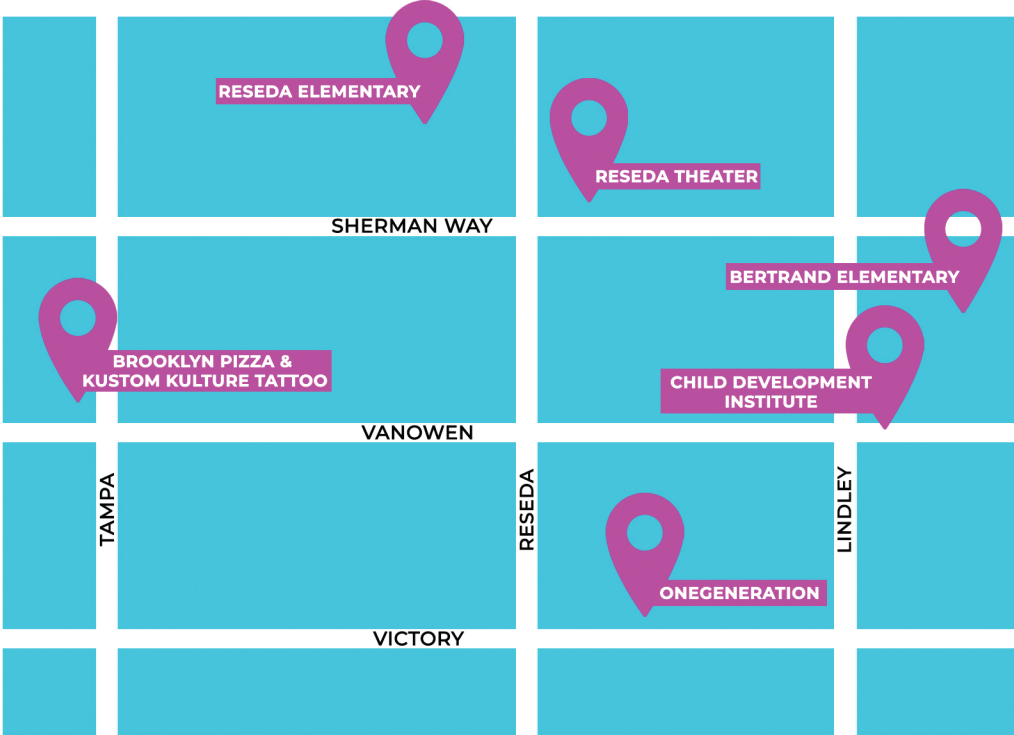 RESEDA ELEMENTARY
RESEDA THEATER
SHERMAN WAY
BERTRAND ELEMENTARY
BROOKLYN PIZZA &
KUSTOM KULTURE TATTOO
CHILD DEVELOPMENT
INSTITUTE
VANOWEN
TAMPA
RESEDA
LINDLEY
ONEGENERATION
VICTORY